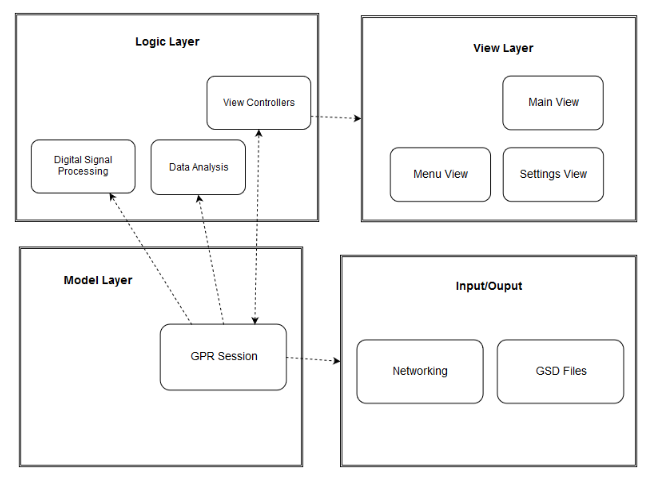 Logic Layer
View Controllers
Digital Signal
Processing
Data Analysis
View Layer
Main View
Menu View
Settings View
Model Layer
GPR Session
Input/Ouput
Networking
GSD Files